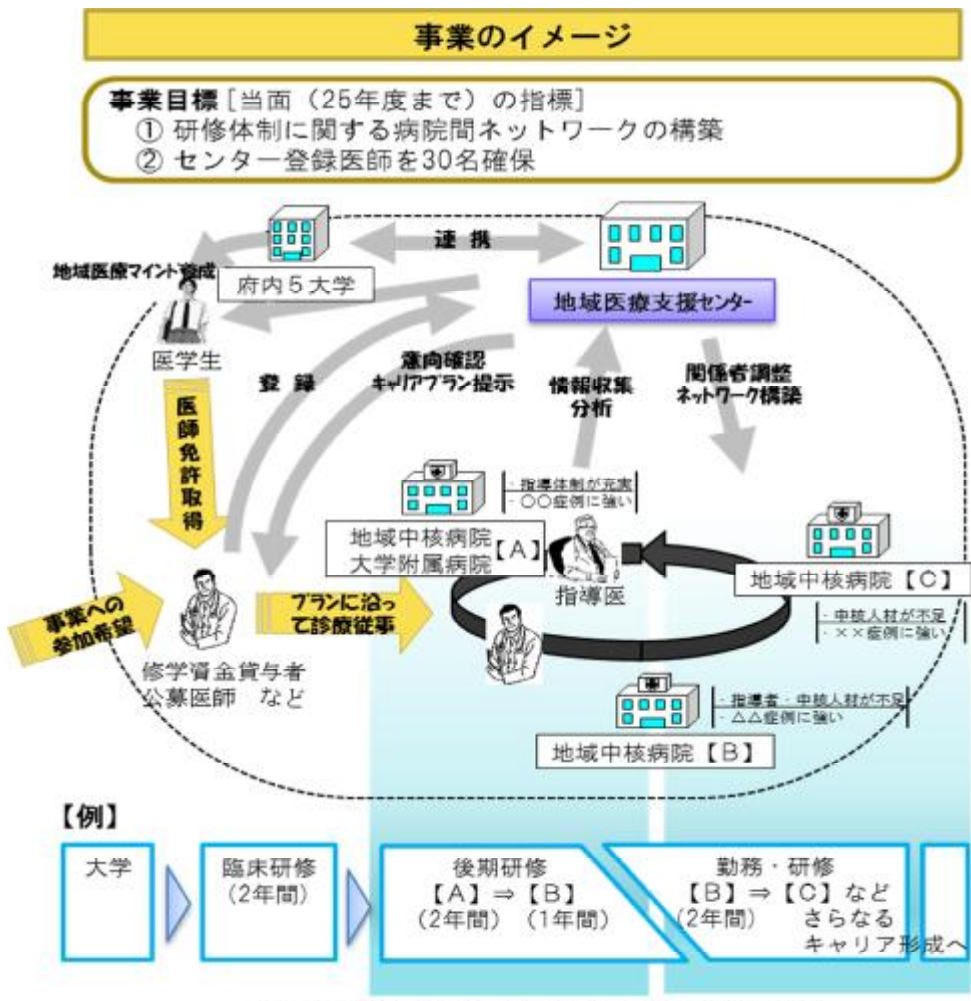 事業のイメージ
事業目標[当面（25年度まで）の指標]
① 研修体制に関する病院間ネットワークの構築
② センター登録医師を30名確保
連 携
地域医療マインド育成
府内５大学
地域医療支援センター
医学生
登 録
意向確認
キャリアプラン提示
情報収集
分析
関係者調整
ネットワーク構築
医師免許取得
・指導体制が充実
・○○症例に強い
地域中核病院
大学附属病院
【A】
指導医
地域中核病院【C】
・中核人材が不足
・××症例に強い
事業への
参加希望
プランに沿っ
て診療従事
修学資金貸与者
公募医師　など
・指導者・中核人材が不足
・△△症例に強い
地域中核病院【B】
【例】
大学
臨床研修
(2年間)
後期研修
【A】⇒【B】
(2年間)　(1年間)
勤務・研修
【B】⇒【C】など
(2年間)　さらなる
キャリア形成へ